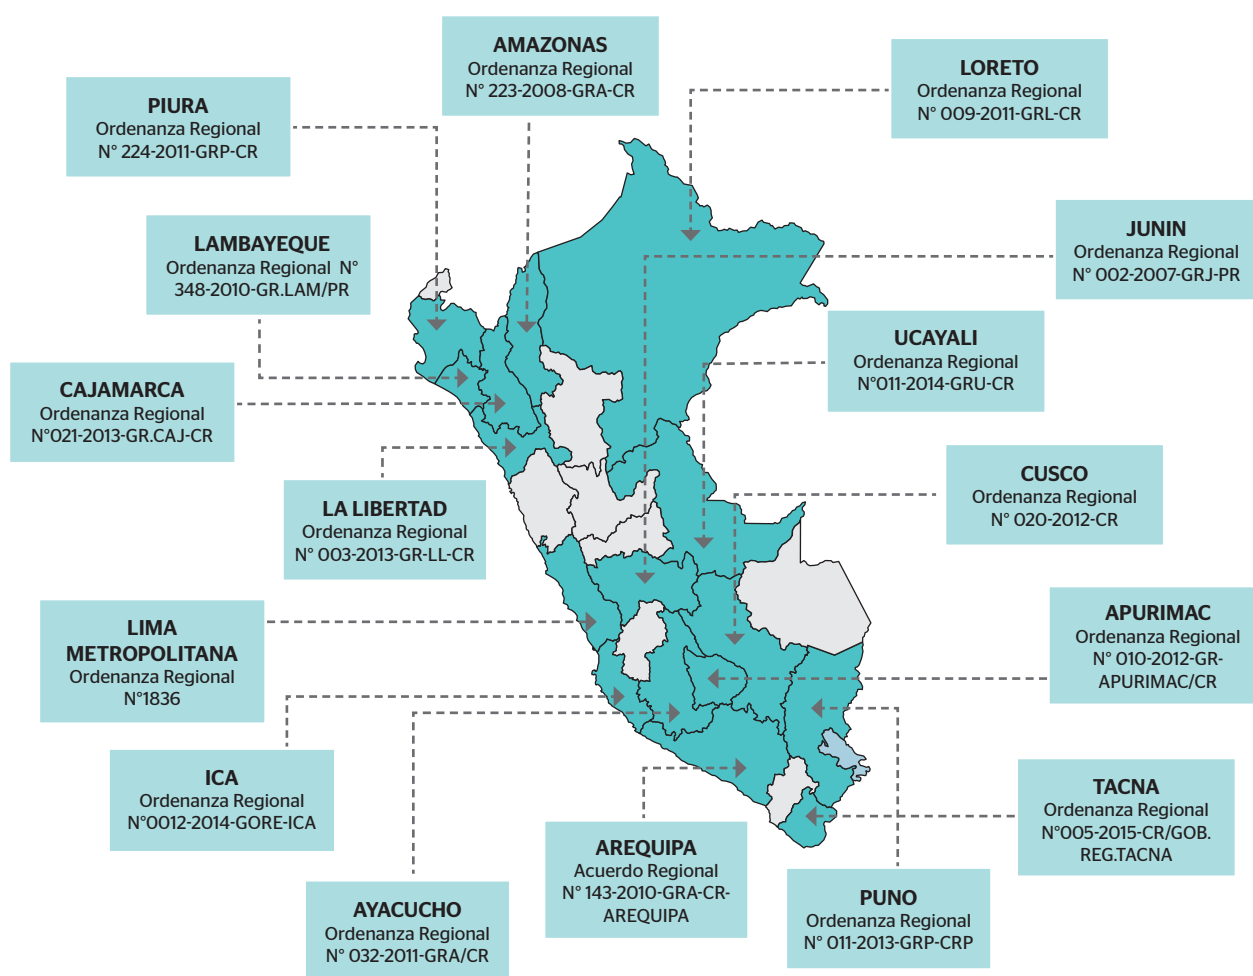 AMAZONAS
Ordenanza Regional
N° 223-2008-GRA-CR
LORETO
Ordenanza Regional
N° 009-2011-GRL-CR
PIURA
Ordenanza Regional
N° 224-2011-GRP-CR
LAMBAYEQUE
Ordenanza Regional N°
348-2010-GR.LAM/PR
JUNIN
Ordenanza Regional
N° 002-2007-GRJ-PR
UCAYALI
Ordenanza Regional
N°011-2014-GRU-CR
CAJAMARCA
Ordenanza Regional
N°021-2013-GR.CAJ-CR
CUSCO
Ordenanza Regional
N° 020-2012-CR
LA LIBERTAD
Ordenanza Regional
N° 003-2013-GR-LL-CR
LIMA
METROPOLITANA
Ordenanza Regional
N°1836
APURIMAC
Ordenanza Regional
N° 010-2012-GR-
APURIMAC/CR
ICA
Ordenanza Regional
N°0012-2014-GORE-ICA
TACNA
Ordenanza Regional
N°005-2015-CR/GOB.
REG.TACNA
AREQUIPA
Acuerdo Regional
N° 143-2010-GRA-CR-
AREQUIPA
AYACUCHO
Ordenanza Regional
N° 032-2011-GRA/CR
PUNO
Ordenanza Regional
N° 011-2013-GRP-CRP